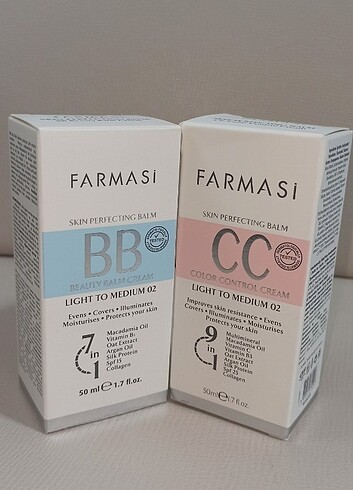 FARMASi
SKIN PERFECTING BALM
BB
TESTED
BEAUTY BALM CREAM
LIGHT TO MEDIUM 02
Evens • Covers • Illuminates
Moisturises • Protects your skin
7 in 1
Macadamia Oil
Vitamin B5
Oat Extract
Argan Oil
Silk Protein
Spf 15
Collagen
50 ml ℮ 1.7 fl.oz.
FARMASi
SKIN PERFECTING BALM
CC
TESTED
COLOR CONTROL CREAM
LIGHT TO MEDIUM 02
Improves skin resistance • Evens
Covers • Illuminates • Moisturises
Protects your skin
9 in 1
Multimineral
Macadamia Oil
Vitamin C
Vitamin B3
Oat Extract
Argan Oil
Silk Protein
Spf 25
Collagen
50ml ℮ 1.7 fl.oz.